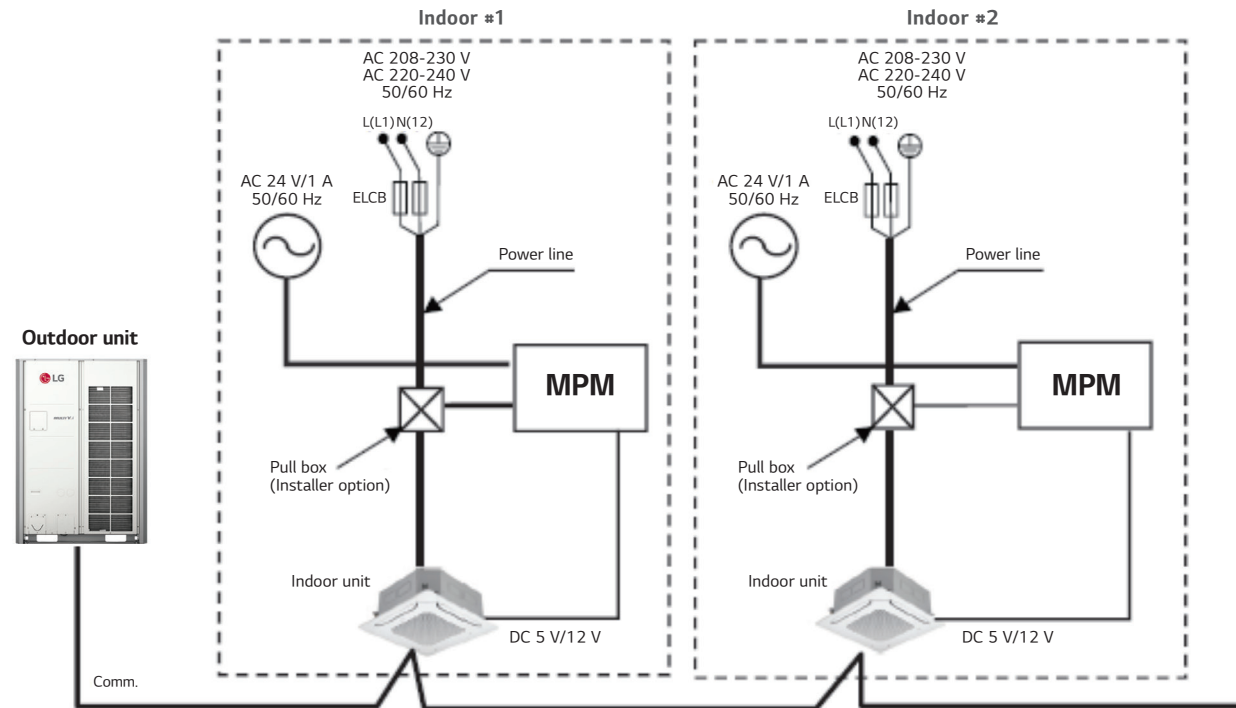 Indoor #1
Indoor #2
AC 208-230 V
AC 220-240 V
50/60 Hz
L(L1)N(12)
AC 24 V/1 A
50/60 Hz
ELCB
Power line
MPM
Pull box
(Installer option)
Indoor unit
DC 5 V/12 V
AC 208-230 V
AC 220-240 V
50/60 Hz
L(L1)N(12)
AC 24 V/1 A
50/60 Hz
ELCB
Power line
MPM
Pull box
(Installer option)
Indoor unit
DC 5 V/12 V
Outdoor unit
LG
Comm.